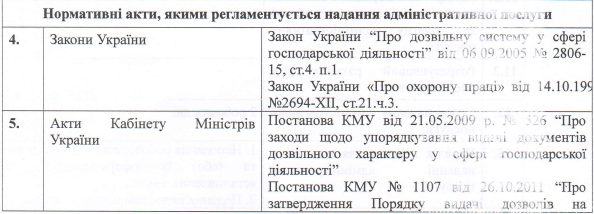 Нормативні акти, якими регламентується надання адміністративної послуги
4. Закони України
Закон України “Про дозвільну систему у сфері
господарської діяльності” від 06.09.2005 № 2806-
15, ст.4. п.1.
Закон України «Про охорону праці» від 14.10.199
№2694-XII, ст.21.ч.3.
5. Акти Кабінету Міністрів
України
Постанова КМУ від 21.05.2009 р. № 526 “Про
заходи щодо упорядкування видачі документів
дозвільного характеру у сфері господарської
діяльності”
Постанова КМУ № 1107 від 26.10.2011 “Про
затвердження Порядку видачі дозволів на